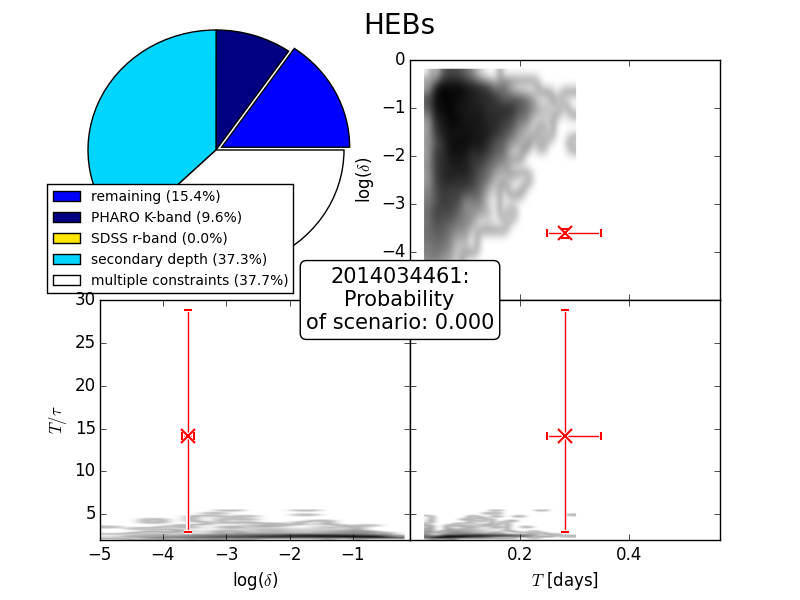 HEBs
remaining (15.4%)
PHARO K-band (9.6%)
SDSS r-band (0.0%)
secondary depth (37.3%)
multiple constraints (37.7%)
0
−1
−2
−3
−4
log(δ)
2014034461:
Probability
of scenario: 0.000
30
25
20
15
10
5
T/τ
−5 −4 −3 −2 −1
log(δ)
0.2 0.4
T [days]